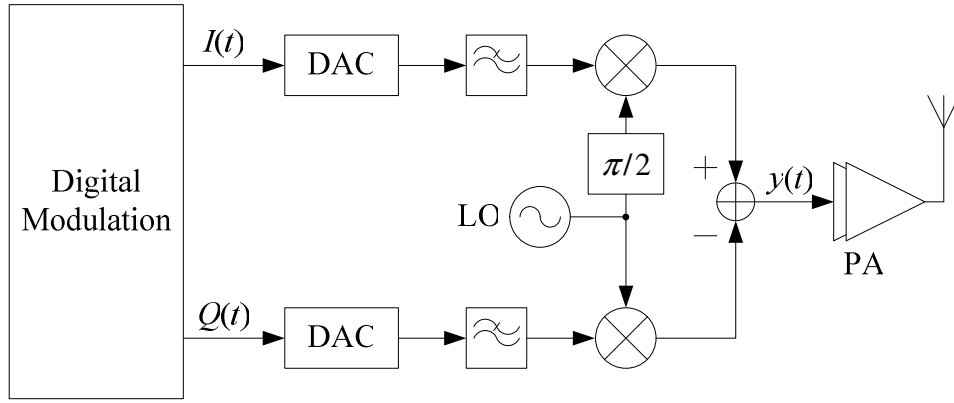 I(t)
DAC
Digital
Modulation
π/2
LO
+
−
y(t)
PA
Q(t)
DAC